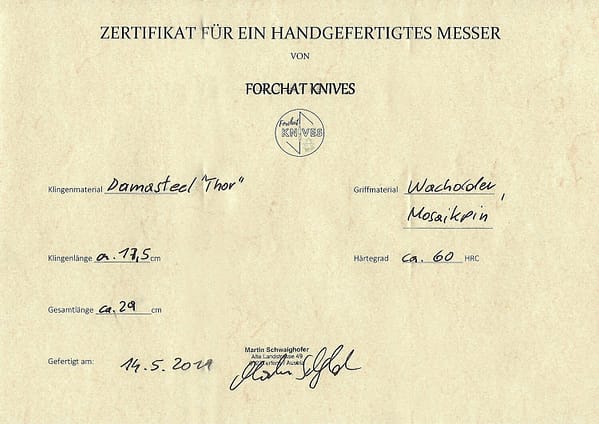 ZERTIFIKAT FÜR EIN HANDGEFERTIGTES MESSER
VON
FORCHAT KNIVES
Forchat
KNIVES
Klingenmaterial Damasteel "Thor"
Griffmaterial Wacholder,
Mosaikpin
Klingenlänge ca. 17,5 cm
Härtegrad ca. 60 HRC
Gesamtlänge ca. 29 cm
Gefertigt am: 14.5.
Martin Schwaighofer
Alte Landstraße 49
Austria